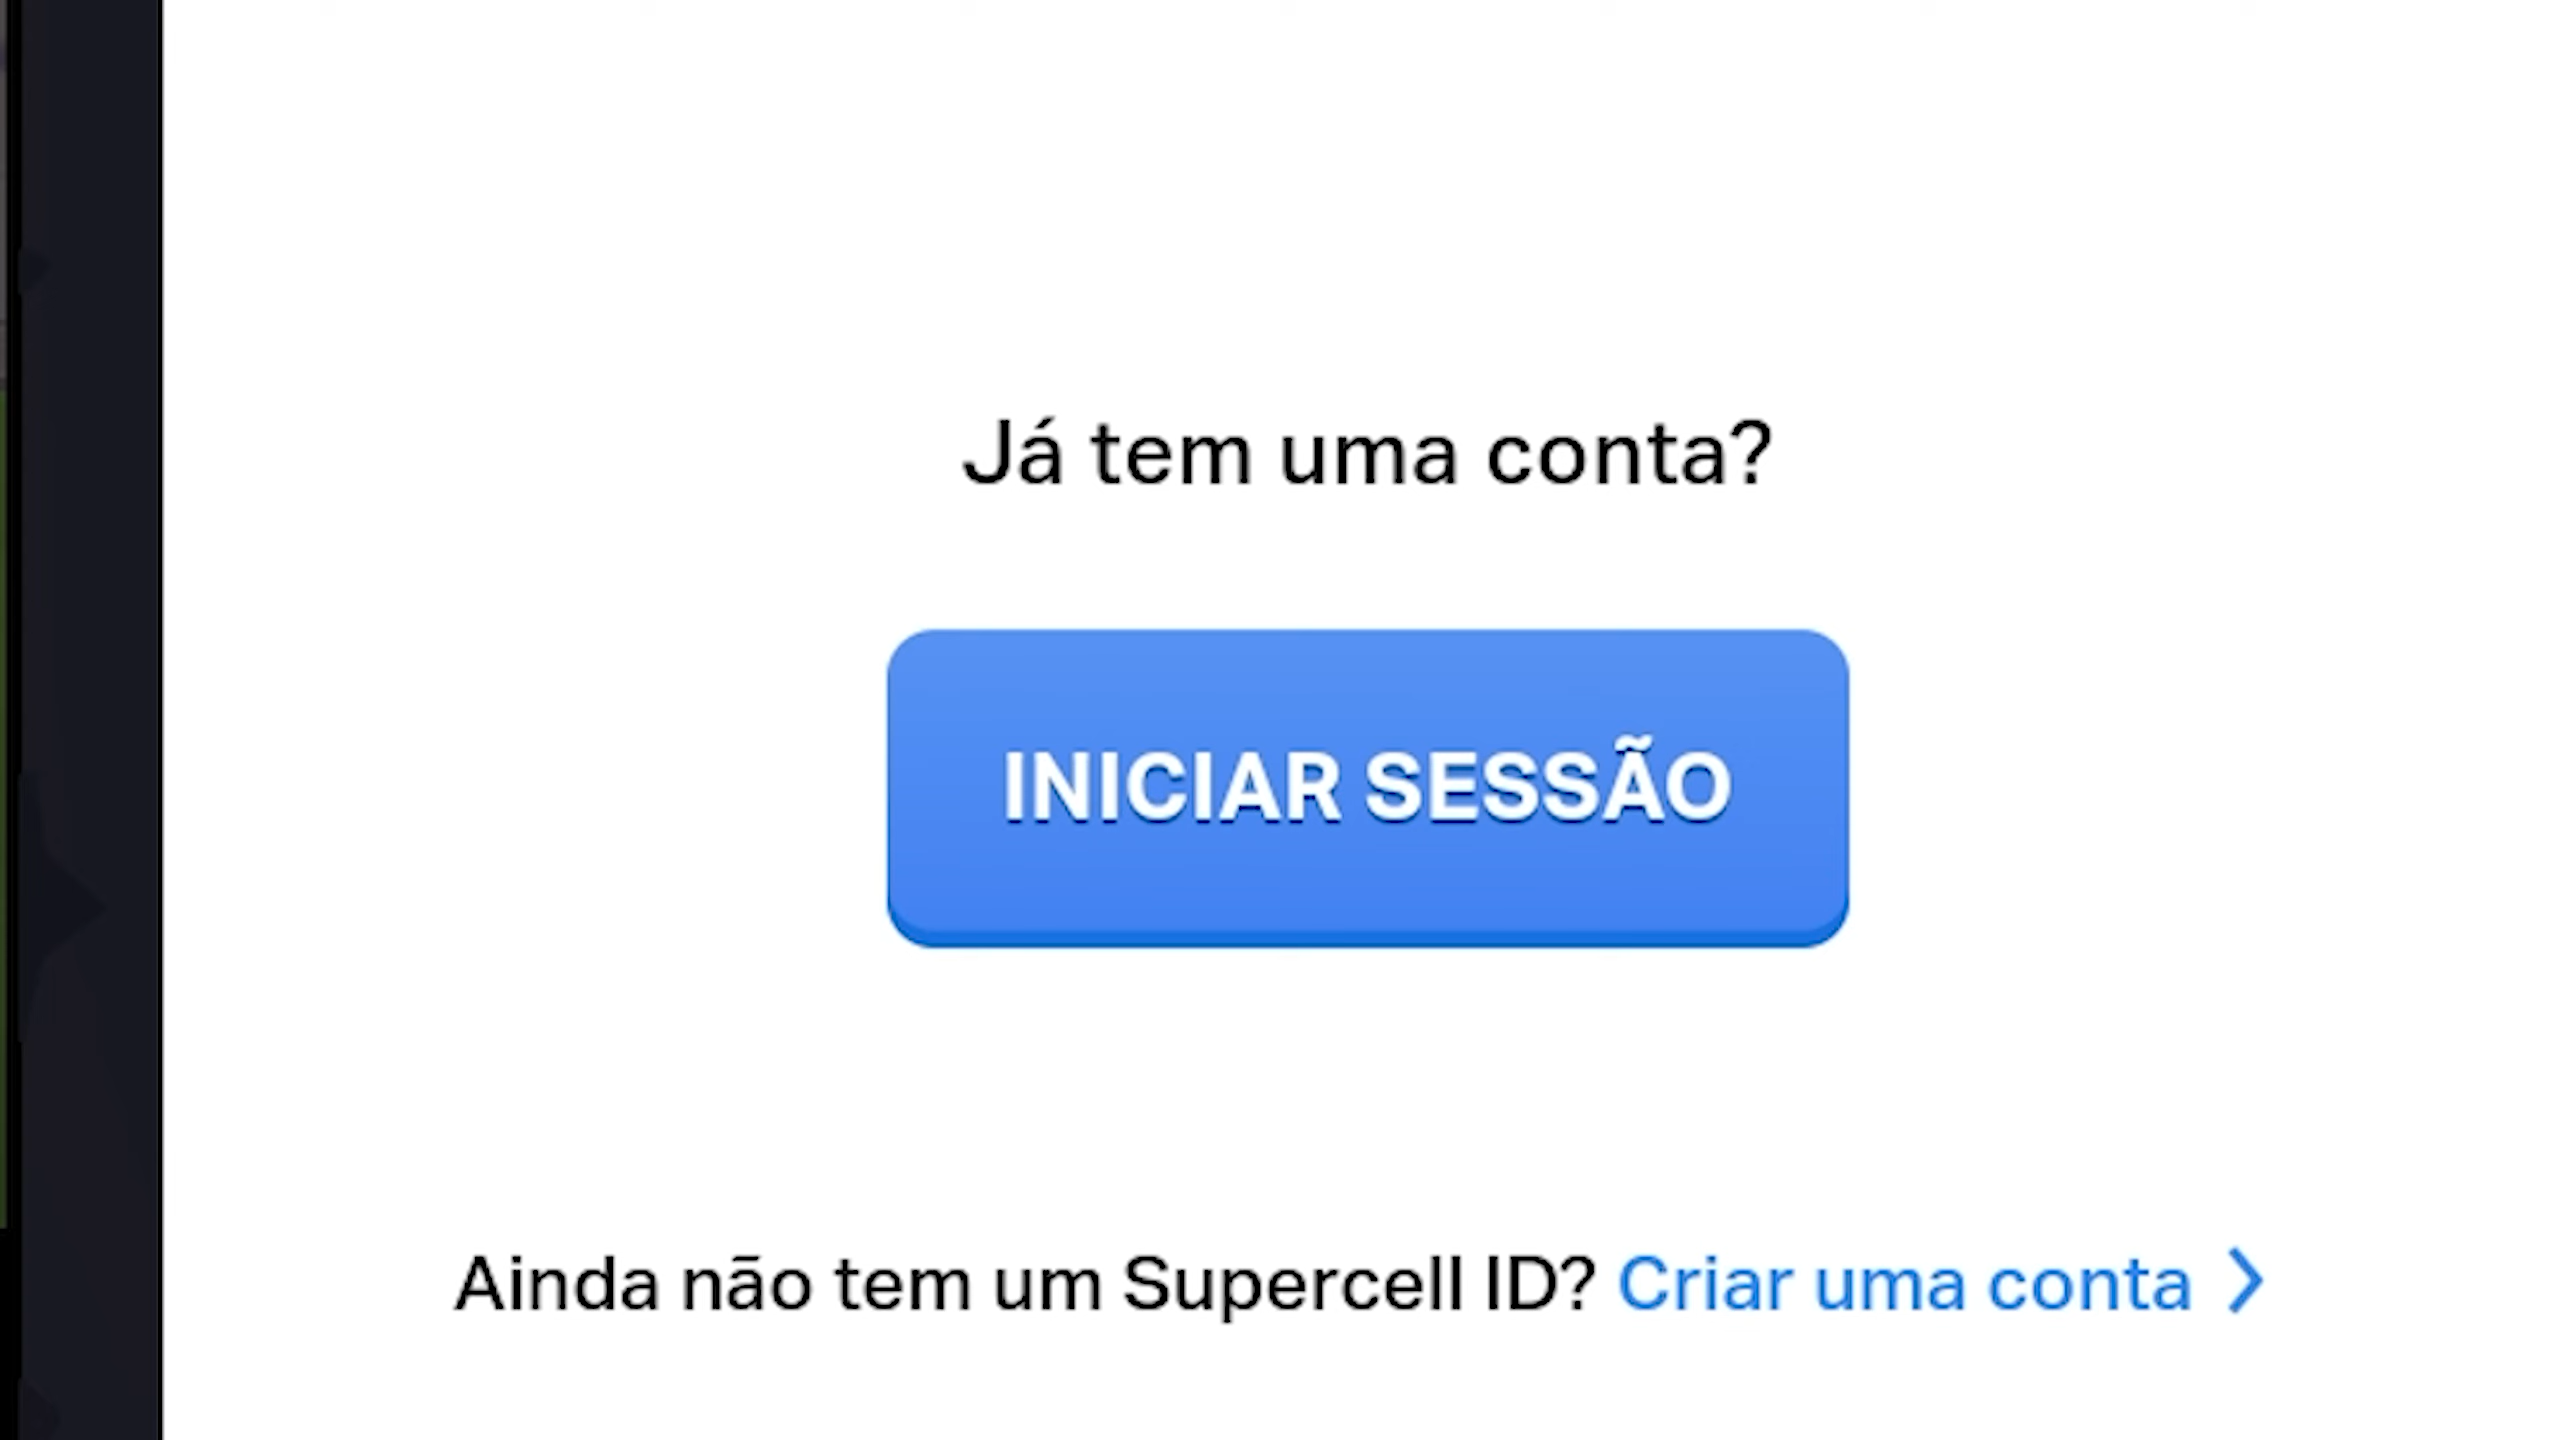 Já tem uma conta?
INICIAR SESSÃO
Ainda não tem um Supercell ID? Criar uma conta